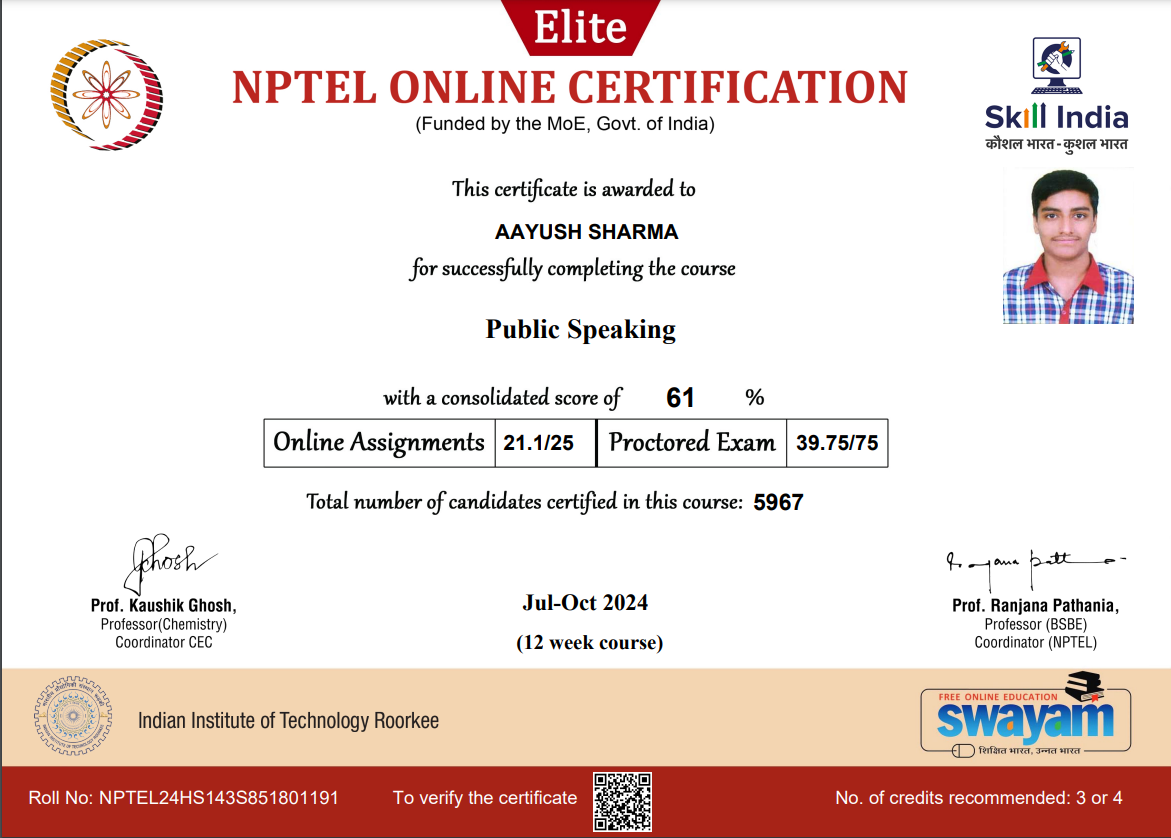 Elite
NPTEL ONLINE CERTIFICATION
(Funded by the MoE, Govt. of India)
Skill India
कौशल भारत - कुशल भारत
This certificate is awarded to
AAYUSH SHARMA
for successfully completing the course
Public Speaking
with a consolidated score of 61 %
Online Assignments 21.1/25 Proctored Exam 39.75/75
Total number of candidates certified in this course: 5967
Ghosh
Prof. Kaushik Ghosh,
Professor(Chemistry)
Coordinator CEC
Jul-Oct 2024
(12 week course)
Prof. Ranjana Pathania,
Professor (BSBE)
Coordinator (NPTEL)
Indian Institute of Technology Roorkee
FREE ONLINE EDUCATION
swayam
शिक्षित भारत, उन्नत भारत
Roll No: NPTEL24HS143S851801191
To verify the certificate
No. of credits recommended: 3 or 4